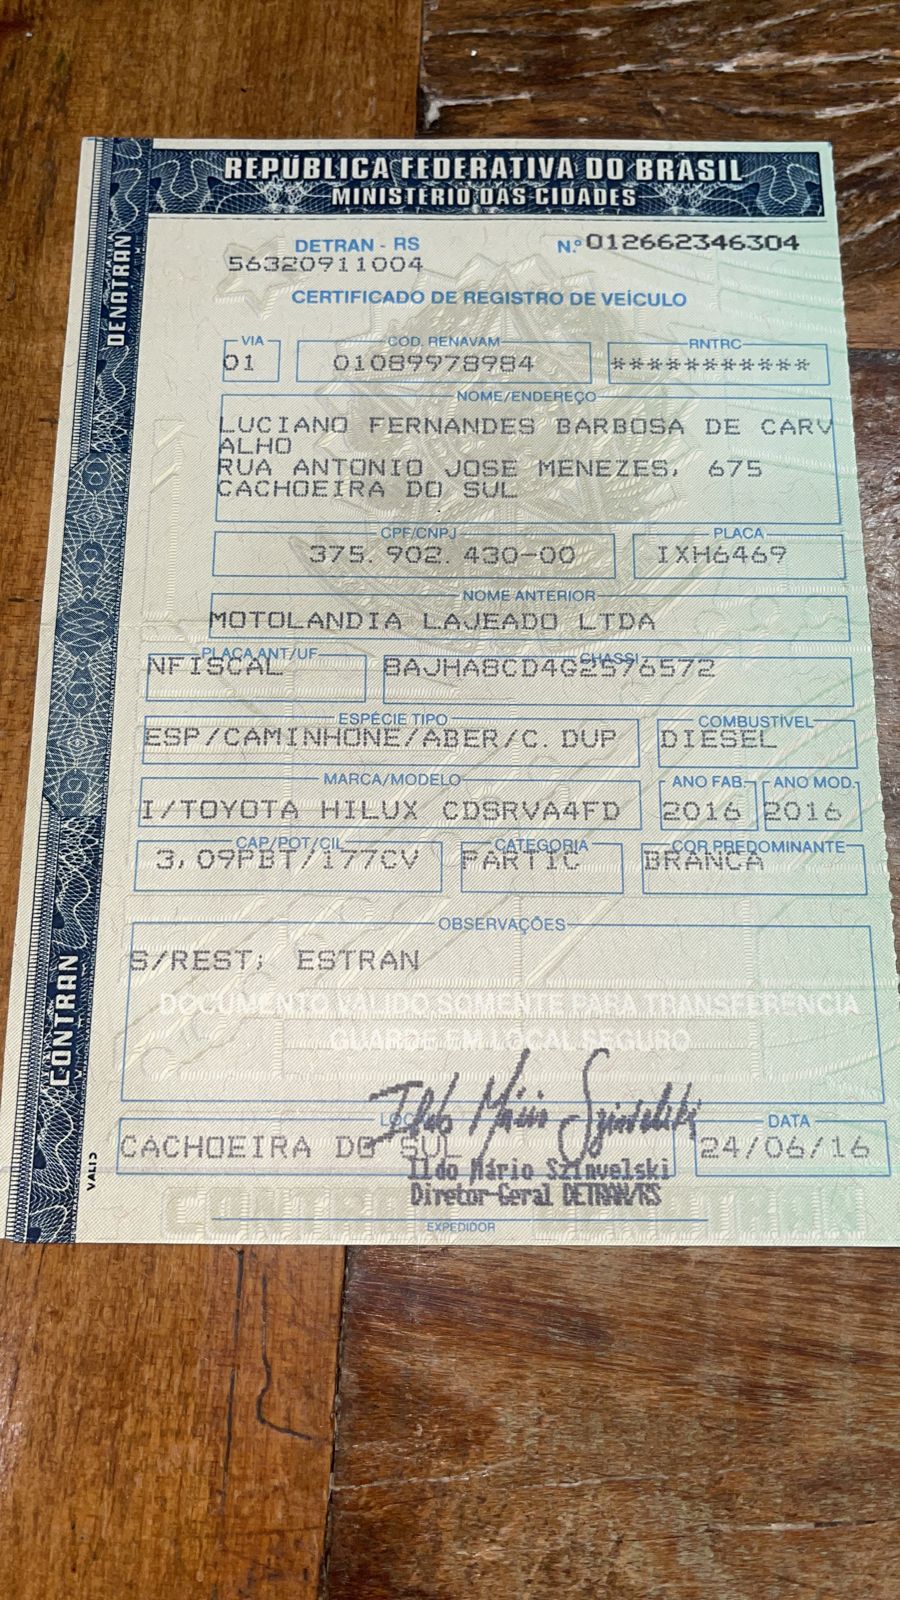 REPÚBLICA FEDERATIVA DO BRASIL
MINISTÉRIO DAS CIDADES
DENATRAN
CONTRAN
DETRAN - RS
Nº 012662346304
56320911004
CERTIFICADO DE REGISTRO DE VEÍCULO
VIA
01
CÓD. RENAVAM
01089978984
RNTRC
***********
NOME/ENDEREÇO
LUCIANO FERNANDES BARBOSA DE CARV
ALHO
RUA ANTONIO JOSE MENEZES, 675
CACHOEIRA DO SUL
CPF/CNPJ
375.902.430-00
PLACA
IXH6469
NOME ANTERIOR
MOTOLANDIA LAJEADO LTDA
PLACA ANT/UF
NFISCAL
CHASSI
8AJHA8CD4G2576572
ESPÉCIE TIPO
ESP/CAMINHONE/ABER/C. DUP
COMBUSTÍVEL
DIESEL
MARCA/MODELO
I/TOYOTA HILUX CDSRVA4FD
ANO FAB.
2016
ANO MOD.
2016
CAP/POT/CIL
3,09PBT/177CV
CATEGORIA
PARTIC
COR PREDOMINANTE
BRANCA
OBSERVAÇÕES
S/REST; ESTRAN
DOCUMENTO VÁLIDO SOMENTE PARA TRANSFERÊNCIA
GUARDE EM LOCAL SEGURO
CACHOEIRA DO SUL
DATA
24/06/16
Ildo Mário Szinvelski
Ildo Mário Szinvelski
Diretor-Geral DETRAN/RS
EXPEDIDOR